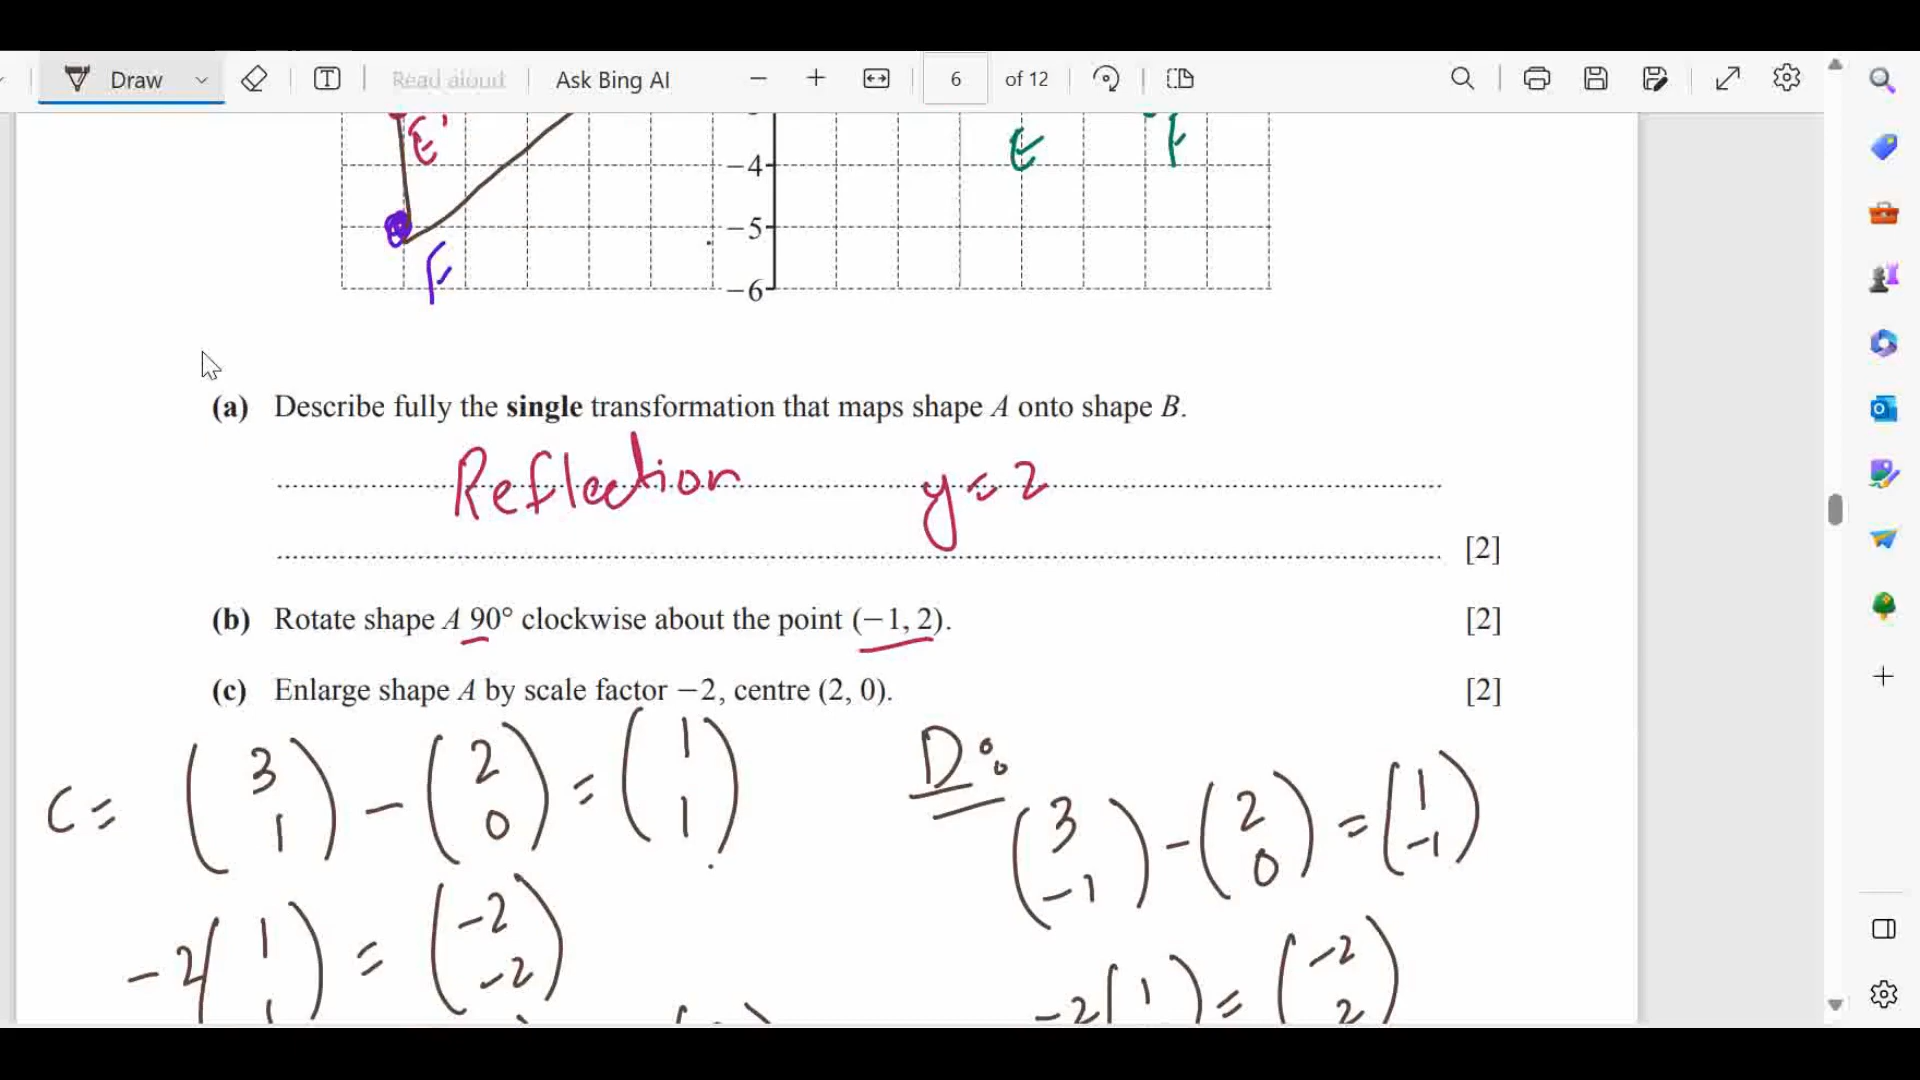 Draw Read aloud Ask Bing AI 6 of 12
E'
E F
−4
−5
F
−6
(a) Describe fully the single transformation that maps shape A onto shape B.
Reflection y = 2
[2]
(b) Rotate shape A 90° clockwise about the point (−1, 2). [2]
(c) Enlarge shape A by scale factor −2, centre (2, 0). [2]
C = (3 1) − (2 0) = (1 1)
D:
(3 −1) − (2 0) = (1 −1)
−2(1 1) = (−2 −2)
−2(1 = (−2 2)